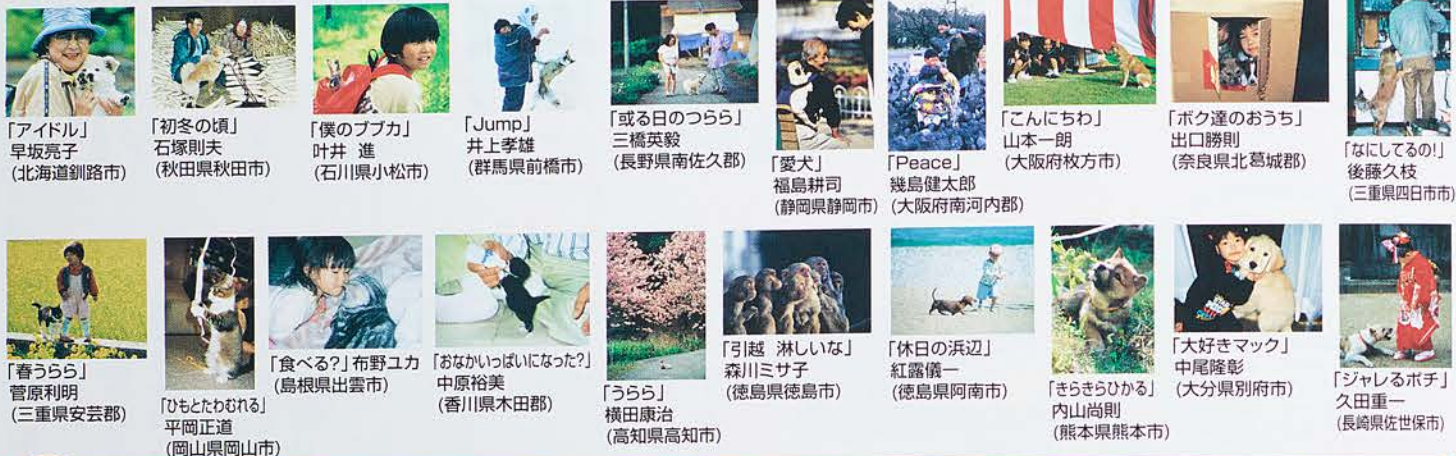 「アイドル」
早坂亮子
(北海道釧路市)
「初冬の頃」
石塚則夫
(秋田県秋田市)
「僕のブブカ」
叶井 進
(石川県小松市)
「Jump」
井上孝雄
(群馬県前橋市)
「或る日のつらら」
三橋英毅
(長野県南佐久郡)
「愛犬」
福島耕司
(静岡県静岡市)
「Peace」
幾島健太郎
(大阪府南河内郡)
「こんにちわ」
山本一朗
(大阪府枚方市)
「ボク達のおうち」
出口勝則
(奈良県北葛城郡)
「なにしてるの!」
後藤久枝
(三重県四日市市)
「春うらら」
菅原利明
(三重県安芸郡)
「ひもとたわむれる」
平岡正道
(岡山県岡山市)
「食べる?」布野ユカ
(島根県出雲市)
「おなかいっぱいになった?」
中原裕美
(香川県木田郡)
「うらら」
横田康治
(高知県高知市)
「引越 淋しいな」
森川ミサ子
(徳島県徳島市)
「休日の浜辺」
紅露儀一
(徳島県阿南市)
「きらきらひかる」
内山尚則
(熊本県熊本市)
「大好きマック」
中尾隆彰
(大分県別府市)
「ジャレるポチ」
久田重一
(長崎県佐世保市)